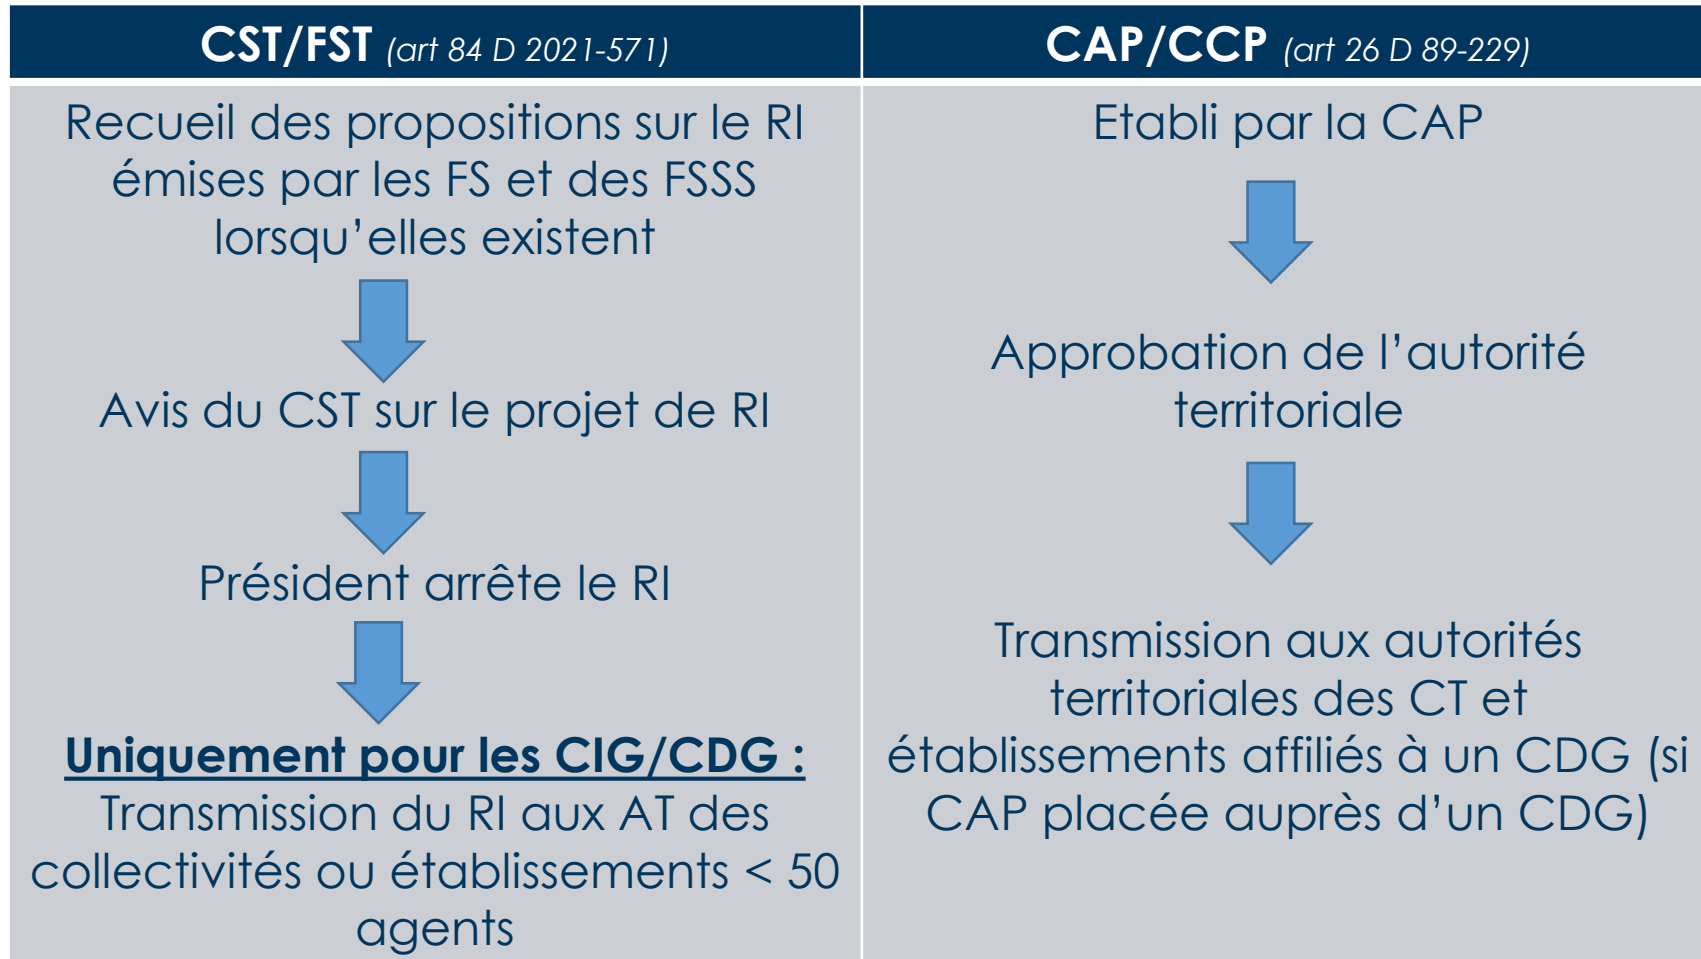 CST/FST (art 84 D 2021-571)
Recueil des propositions sur le RI
émises par les FS et des FSSS
lorsqu’elles existent
Avis du CST sur le projet de RI
Président arrête le RI
Uniquement pour les CIG/CDG :
Transmission du RI aux AT des
collectivités ou établissements < 50
agents
CAP/CCP (art 26 D 89-229)
Etabli par la CAP
Approbation de l’autorité
territoriale
Transmission aux autorités
territoriales des CT et
établissements affiliés à un CDG (si
CAP placée auprès d’un CDG)